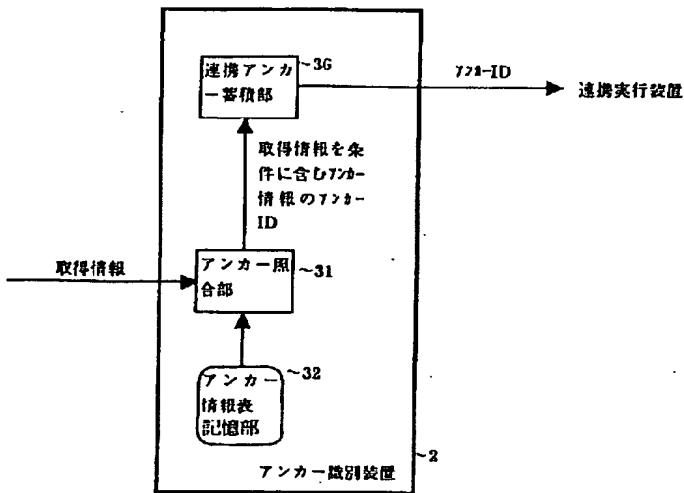 連携アンカ
ー蓄積部
~36
アンカーID
連携実行装置
取得情報を条
件に含むアンカー
情報のアンカー
ID
取得情報
アンカー照
合部
~31
アンカー
情報表
記憶部
~32
~2
アンカー識別装置